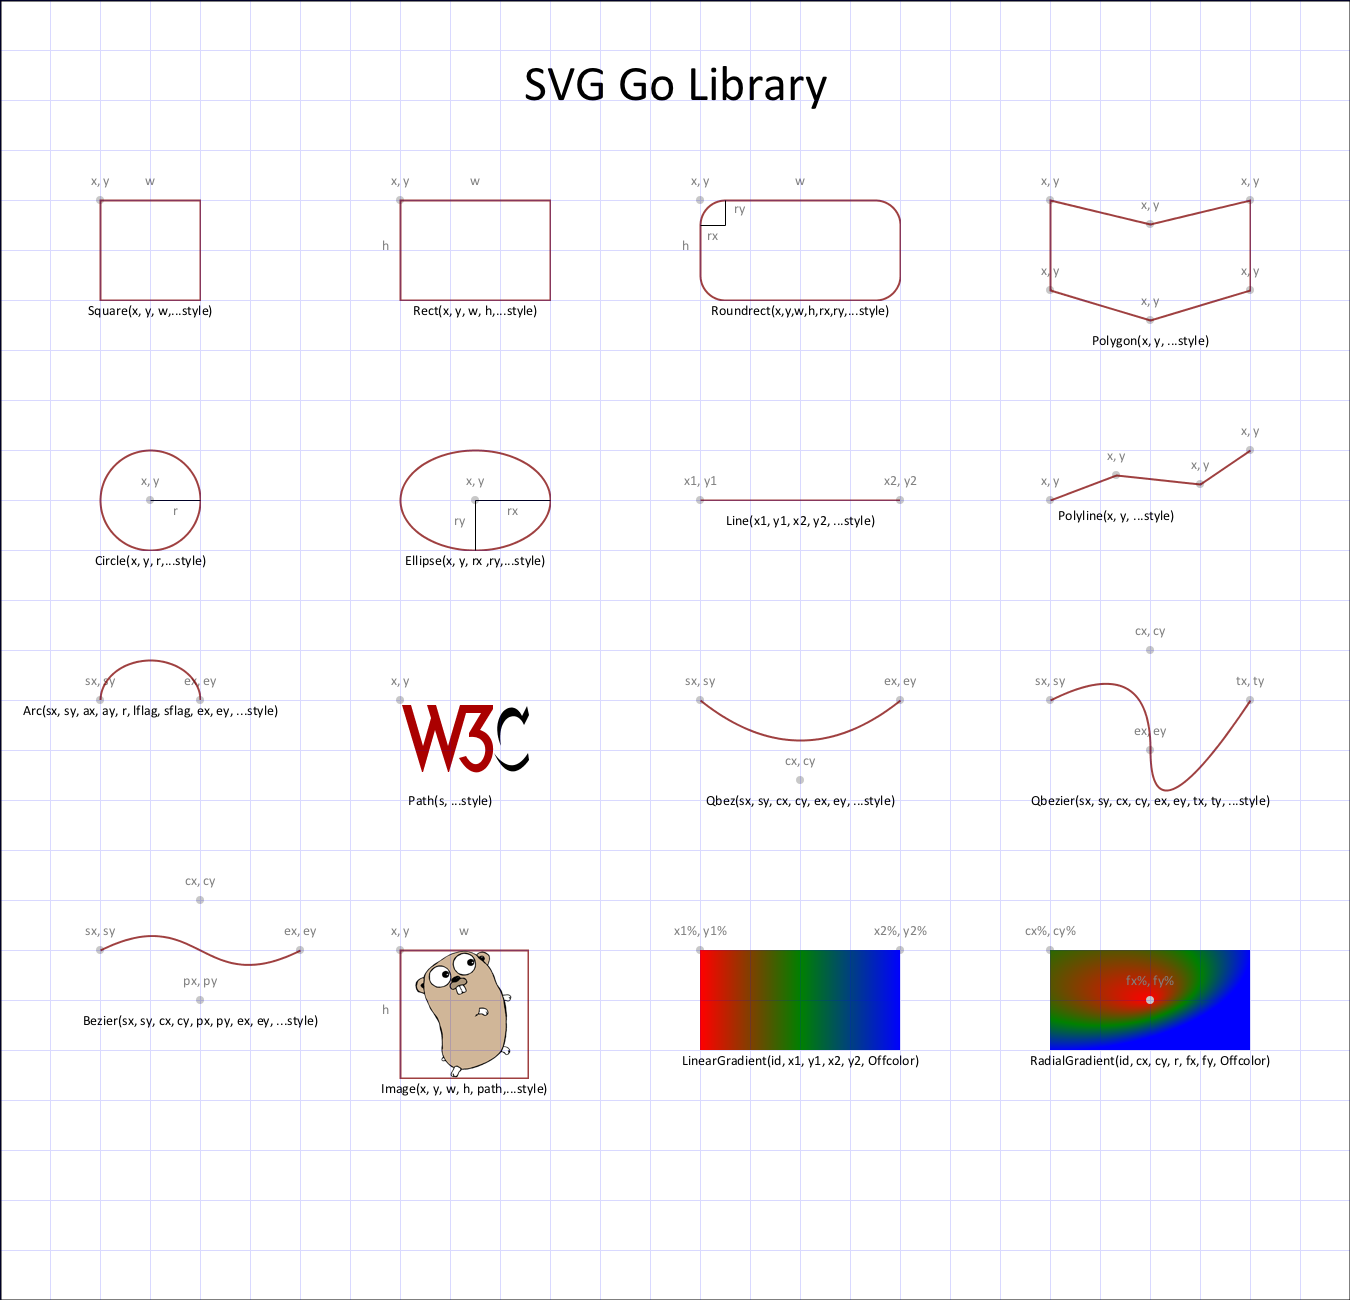 SVG Go Library
x, y
w
Square(x, y, w,...style)
x, y
w
h
Rect(x, y, w, h,...style)
x, y
w
ry
rx
h
Roundrect(x,y,w,h,rx,ry,...style)
x, y
x, y
x, y
x, y
x, y
x, y
Polygon(x, y, ...style)
x, y
r
Circle(x, y, r,...style)
x, y
rx
ry
Ellipse(x, y, rx ,ry,...style)
x1, y1
x2, y2
Line(x1, y1, x2, y2, ...style)
x, y
x, y
x, y
x, y
Polyline(x, y, ...style)
sx, sy
ex, ey
Arc(sx, sy, ax, ay, r, lflag, sflag, ex, ey, ...style)
x, y
W3C
Path(s, ...style)
sx, sy
ex, ey
cx, cy
Qbez(sx, sy, cx, cy, ex, ey, ...style)
cx, cy
sx, sy
tx, ty
ex, ey
Qbezier(sx, sy, cx, cy, ex, ey, tx, ty, ...style)
cx, cy
sx, sy
ex, ey
px, py
Bezier(sx, sy, cx, cy, px, py, ex, ey, ...style)
x, y
w
h
Image(x, y, w, h, path,...style)
x1%, y1%
x2%, y2%
LinearGradient(id, x1, y1, x2, y2, Offcolor)
cx%, cy%
fx%, fy%
RadialGradient(id, cx, cy, r, fx, fy, Offcolor)